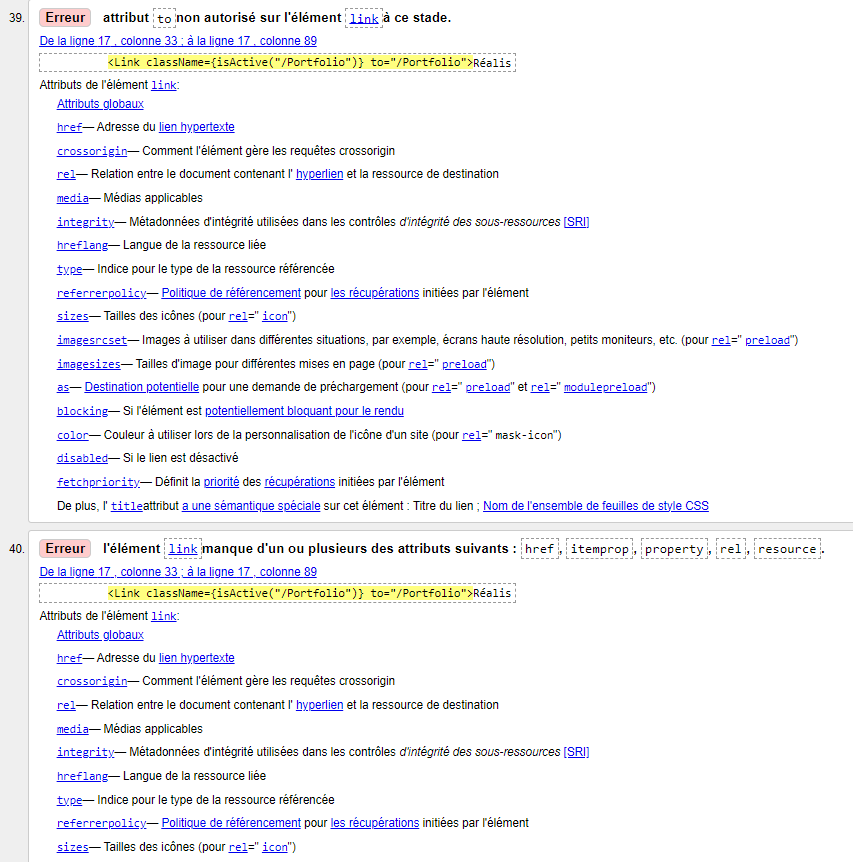 39. Erreur attribut to non autorisé sur l'élément link à ce stade.
De la ligne 17 , colonne 33 ; à la ligne 17 , colonne 89
<Link className={isActive("/Portfolio")} to="/Portfolio">Réalis
Attributs de l'élément link:
Attributs globaux
href— Adresse du lien hypertexte
crossorigin— Comment l'élément gère les requêtes crossorigin
rel— Relation entre le document contenant l' hyperlien et la ressource de destination
media— Médias applicables
integrity— Métadonnées d'intégrité utilisées dans les contrôles d'intégrité des sous-ressources [SRI]
hreflang— Langue de la ressource liée
type— Indice pour le type de la ressource référencée
referrerpolicy— Politique de référencement pour les récupérations initiées par l'élément
sizes— Tailles des icônes (pour rel=" icon")
imagesrcset— Images à utiliser dans différentes situations, par exemple, écrans haute résolution, petits moniteurs, etc. (pour rel=" preload")
imagesizes— Tailles d'image pour différentes mises en page (pour rel=" preload")
as— Destination potentielle pour une demande de préchargement (pour rel=" preload" et rel=" modulepreload")
blocking— Si l'élément est potentiellement bloquant pour le rendu
color— Couleur à utiliser lors de la personnalisation de l'icône d'un site (pour rel=" mask-icon")
disabled— Si le lien est désactivé
fetchpriority— Définit la priorité des récupérations initiées par l'élément
De plus, l' titleattribut a une sémantique spéciale sur cet élément : Titre du lien ; Nom de l'ensemble de feuilles de style CSS
40. Erreur l'élément link manque d'un ou plusieurs des attributs suivants : href, itemprop, property, rel, resource.
De la ligne 17 , colonne 33 ; à la ligne 17 , colonne 89
<Link className={isActive("/Portfolio")} to="/Portfolio">Réalis
Attributs de l'élément link:
Attributs globaux
href— Adresse du lien hypertexte
crossorigin— Comment l'élément gère les requêtes crossorigin
rel— Relation entre le document contenant l' hyperlien et la ressource de destination
media— Médias applicables
integrity— Métadonnées d'intégrité utilisées dans les contrôles d'intégrité des sous-ressources [SRI]
hreflang— Langue de la ressource liée
type— Indice pour le type de la ressource référencée
referrerpolicy— Politique de référencement pour les récupérations initiées par l'élément
sizes— Tailles des icônes (pour rel=" icon")